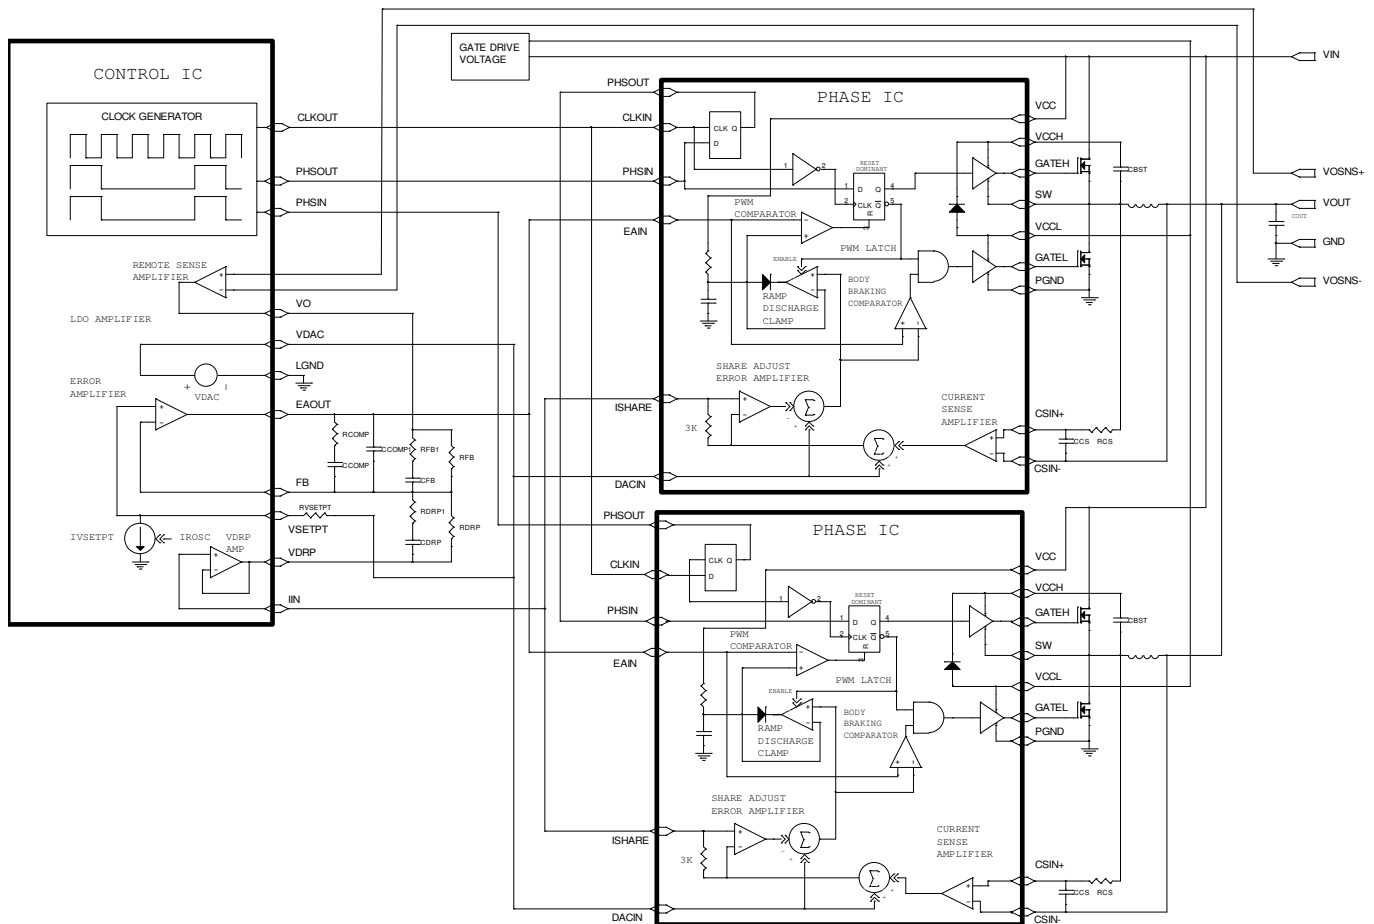 GATE DRIVE
VOLTAGE
VIN
CONTROL IC
CLOCK GENERATOR
CLKOUT
PHSOUT
PHSIN
REMOTE SENSE
AMPLIFIER
LDO AMPLIFIER
+
−
VO
VDAC
LGND
ERROR
AMPLIFIER
+
−
+
−
VDAC
EAOUT
RCOMP
CCOMP1
RFB1
RFB
CCOMP
CFB
FB
RVSETPT
RDRP1
RDRP
VSETPT
IVSETPT
IROSC
VDRP
AMP
+
−
CDRP
VDRP
IIN
PHSOUT
PHASE IC
VCC
CLKIN
CLK Q
D
VCCH
PHSIN
1
2
RESET
DOMINANT
1
D
Q
4
2
CLK
Q
5
R
3
GATEH
CBST
VOSNS+
PWM
COMPARATOR
−
+
SW
VOUT
COUT
EAIN
PWM LATCH
VCCL
GND
ENABLE
GATEL
RAMP
DISCHARGE
CLAMP
+
−
BODY
BRAKING
COMPARATOR
+
−
PGND
VOSNS-
SHARE ADJUST
ERROR AMPLIFIER
ISHARE
3K
+
−
Σ
−
+
Σ
+
+
CURRENT
SENSE
AMPLIFIER
+
−
CSIN+
CCS
RCS
CSIN-
DACIN
PHSOUT
PHASE IC
VCC
CLKIN
CLK Q
D
VCCH
PHSIN
1
2
RESET
DOMINANT
1
D
Q
4
2
CLK
Q
5
R
3
GATEH
CBST
PWM
COMPARATOR
−
+
SW
EAIN
PWM LATCH
VCCL
ENABLE
GATEL
RAMP
DISCHARGE
CLAMP
+
−
BODY
BRAKING
COMPARATOR
+
−
PGND
SHARE ADJUST
ERROR AMPLIFIER
ISHARE
3K
+
−
Σ
−
+
Σ
+
+
CURRENT
SENSE
AMPLIFIER
+
−
CSIN+
CCS
RCS
CSIN-
DACIN